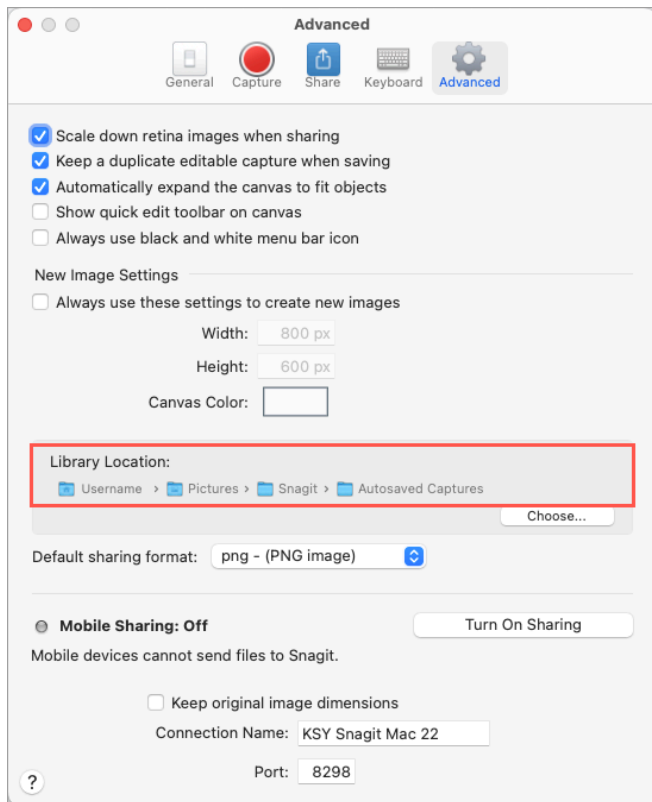 Advanced
General Capture Share Keyboard Advanced
Scale down retina images when sharing
Keep a duplicate editable capture when saving
Automatically expand the canvas to fit objects
Show quick edit toolbar on canvas
Always use black and white menu bar icon
New Image Settings
Always use these settings to create new images
Width: 800 px
Height: 600 px
Canvas Color:
Library Location:
Username > Pictures > Snagit > Autosaved Captures
Choose...
Default sharing format: png - (PNG image)
Mobile Sharing: Off Turn On Sharing
Mobile devices cannot send files to Snagit.
Keep original image dimensions
Connection Name: KSY Snagit Mac 22
Port: 8298
?